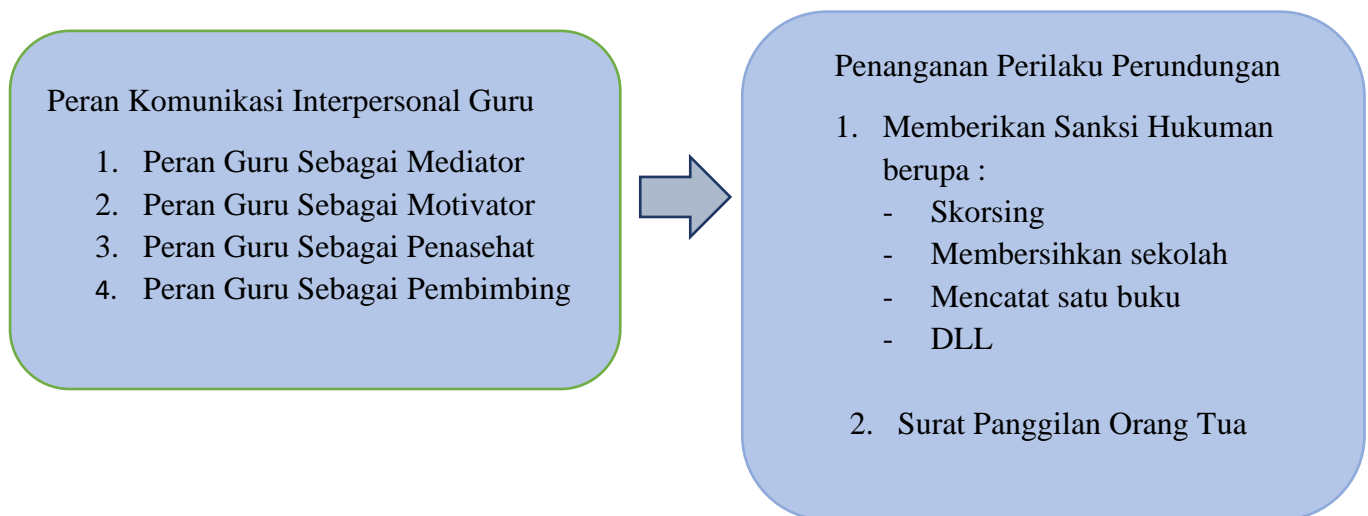 Peran Komunikasi Interpersonal Guru
1. Peran Guru Sebagai Mediator
2. Peran Guru Sebagai Motivator
3. Peran Guru Sebagai Penasehat
4. Peran Guru Sebagai Pembimbing
Penanganan Perilaku Perundungan
1. Memberikan Sanksi Hukuman
berupa :
- Skorsing
- Membersihkan sekolah
- Mencatat satu buku
- DLL
2. Surat Panggilan Orang Tua